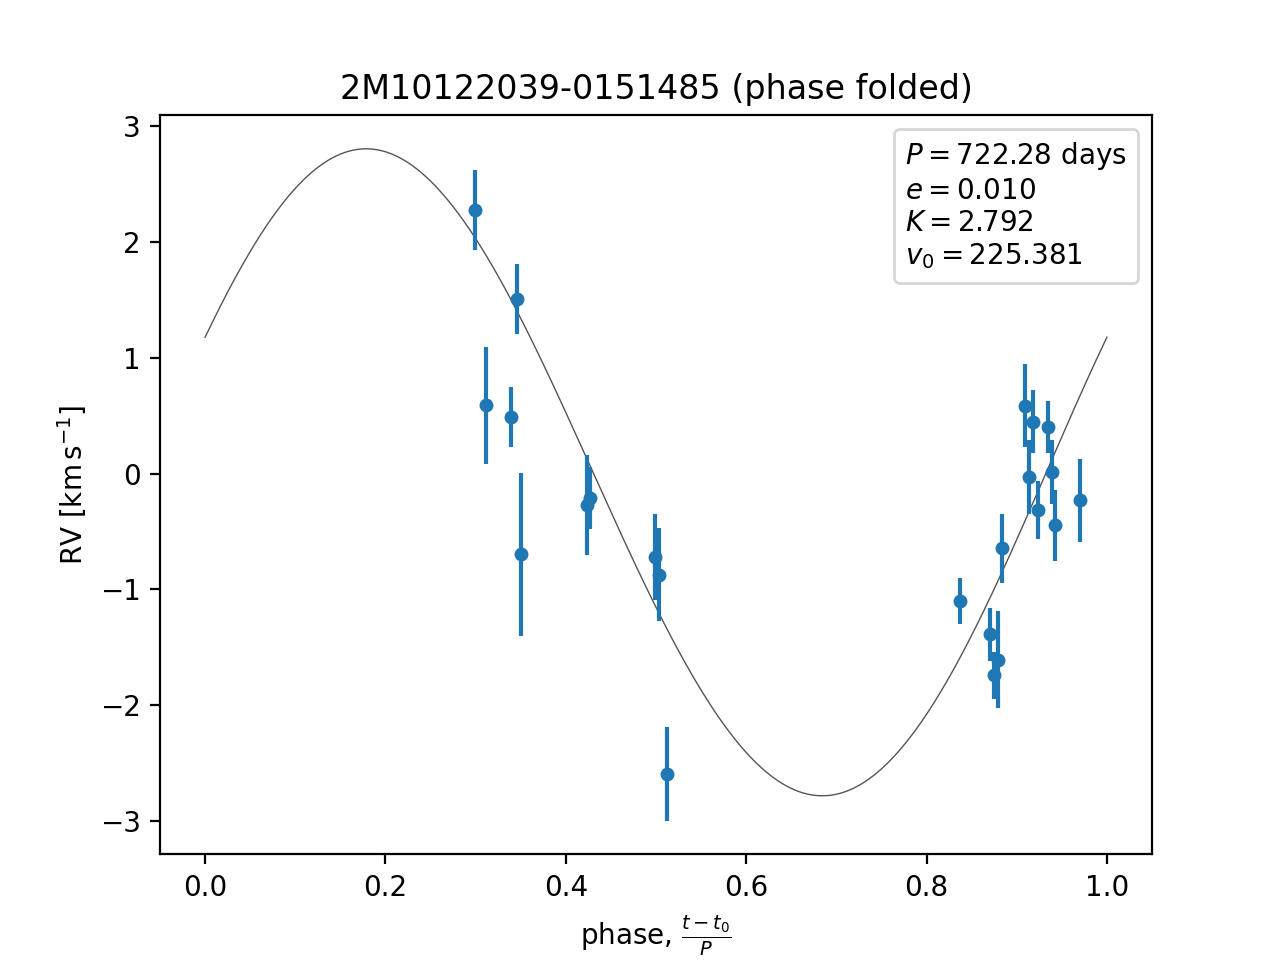 2M10122039-0151485 (phase folded)
P = 722.28 days
e = 0.010
K = 2.792
v₀ = 225.381
3
2
1
0
−1
−2
−3
RV [km s⁻¹]
0.0 0.2 0.4 0.6 0.8 1.0
phase, (t − t₀)/P